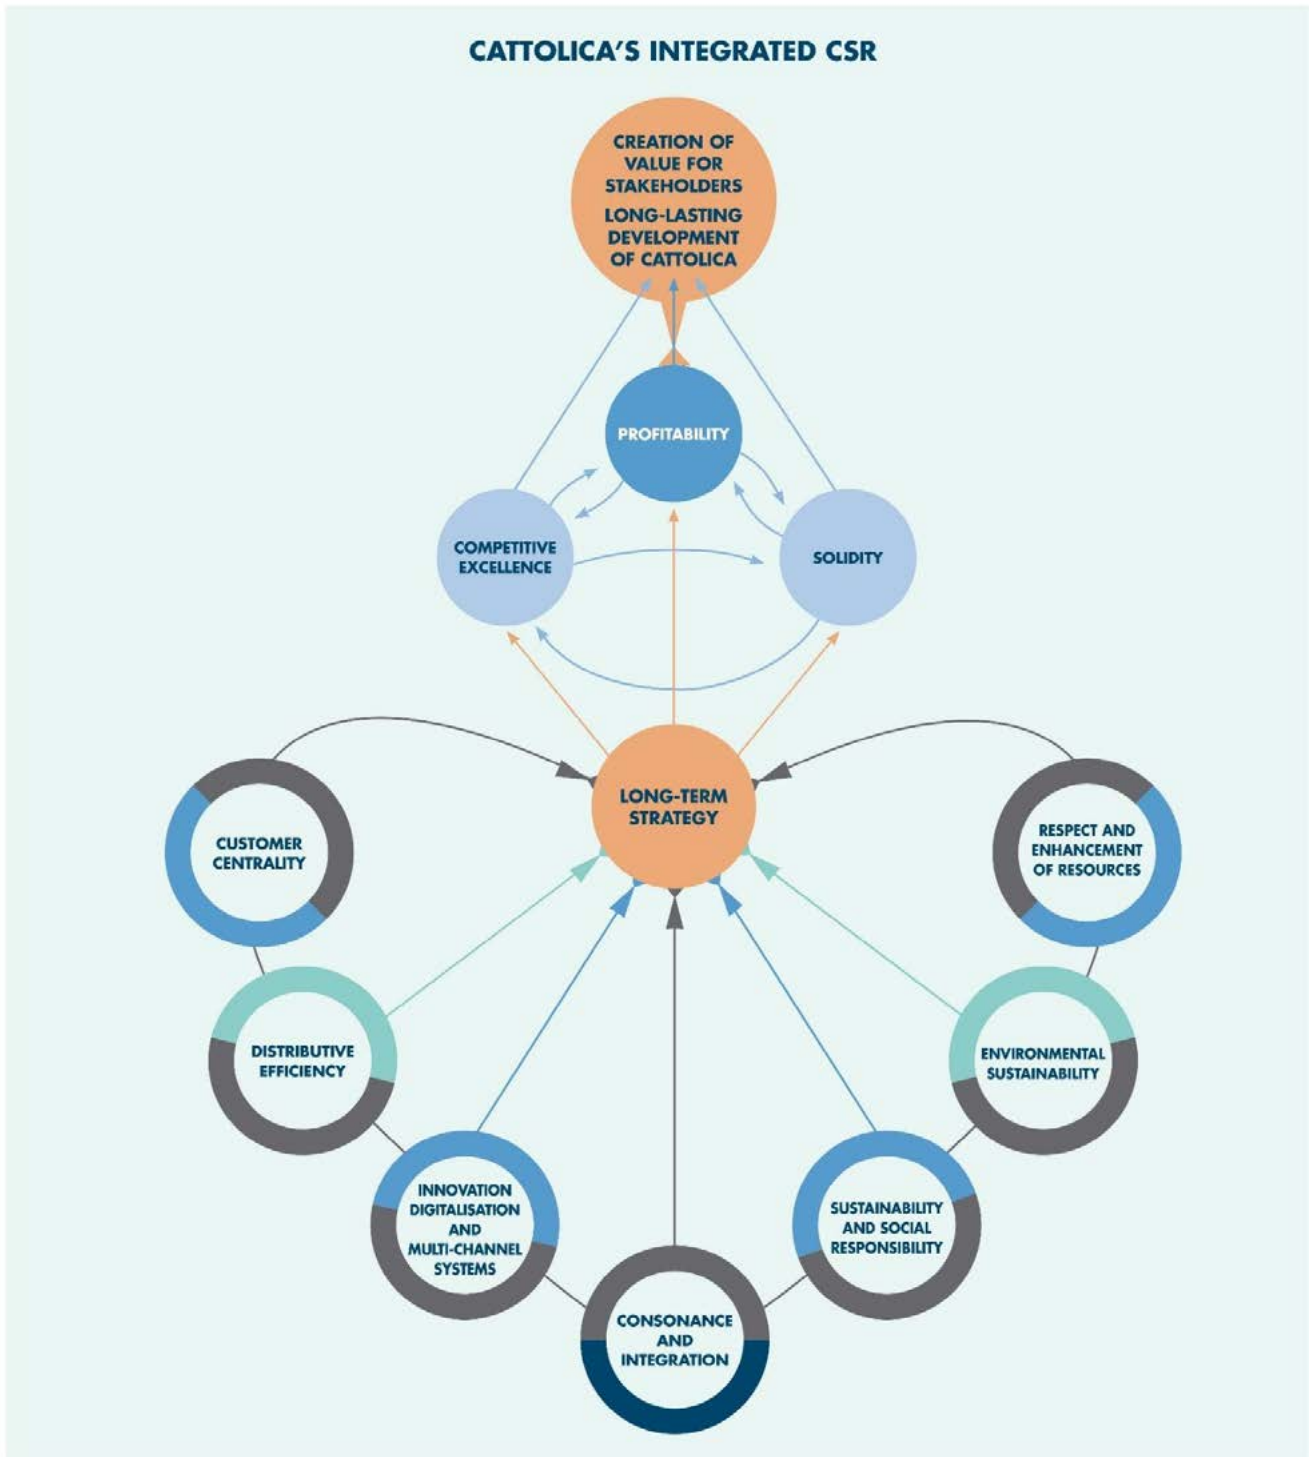 CATTOLICA'S INTEGRATED CSR
CREATION OF
VALUE FOR
STAKEHOLDERS
LONG-LASTING
DEVELOPMENT
OF CATTOLICA
PROFITABILITY
COMPETITIVE
EXCELLENCE
SOLIDITY
LONG-TERM
STRATEGY
CUSTOMER
CENTRALITY
RESPECT AND
ENHANCEMENT
OF RESOURCES
DISTRIBUTIVE
EFFICIENCY
ENVIRONMENTAL
SUSTAINABILITY
INNOVATION
DIGITALISATION
AND
MULTI-CHANNEL
SYSTEMS
SUSTAINABILITY
AND SOCIAL
RESPONSIBILITY
CONSONANCE
AND
INTEGRATION